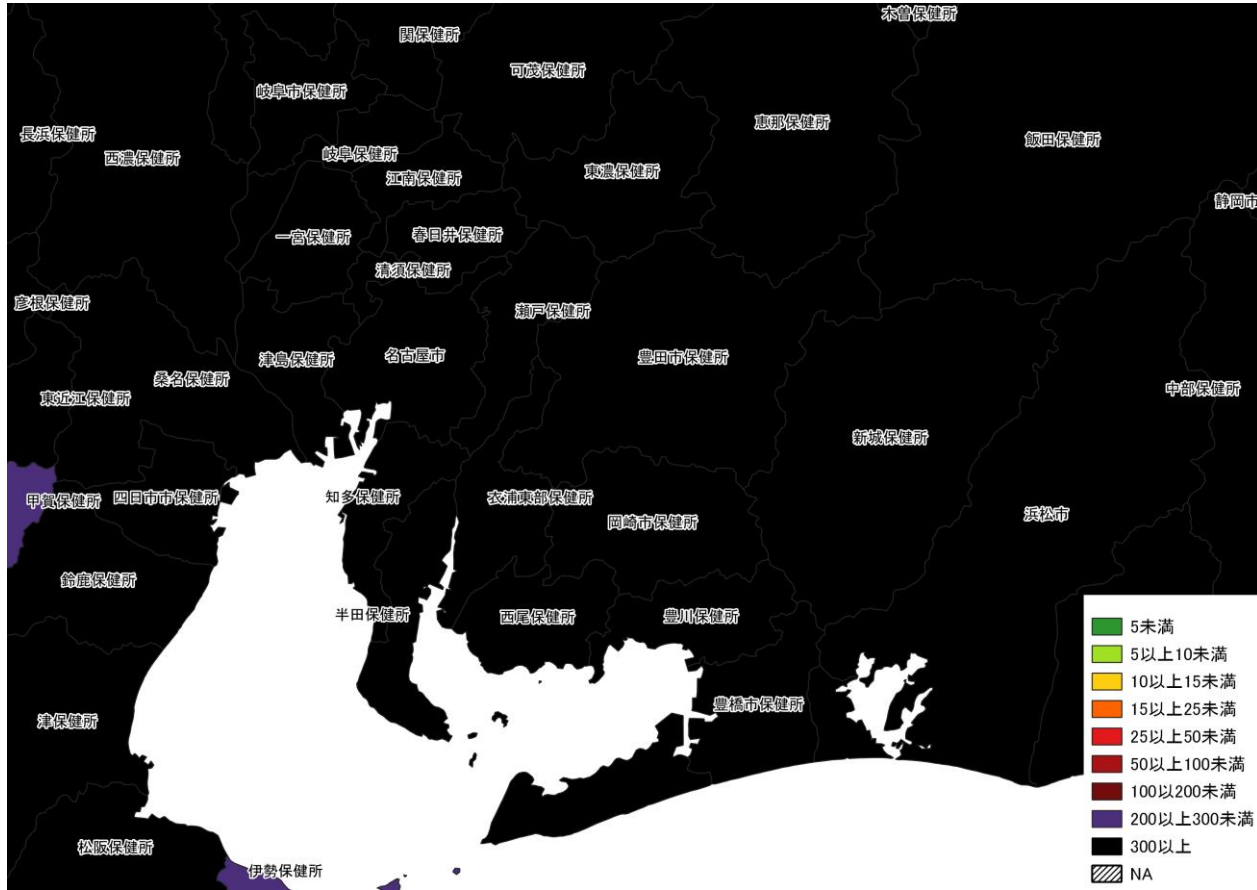 木曽保健所
関保健所
可茂保健所
岐阜市保健所
恵那保健所
長浜保健所
飯田保健所
西濃保健所
岐阜保健所
東濃保健所
江南保健所
静岡市
一宮保健所
春日井保健所
清須保健所
彦根保健所
瀬戸保健所
津島保健所
名古屋市
豊田市保健所
桑名保健所
中部保健所
東近江保健所
新城保健所
甲賀保健所
四日市市保健所
知多保健所
衣浦東部保健所
岡崎市保健所
浜松市
鈴鹿保健所
半田保健所
西尾保健所
豊川保健所
津保健所
豊橋市保健所
松阪保健所
伊勢保健所
5未満
5以上10未満
10以上15未満
15以上25未満
25以上50未満
50以上100未満
100以200未満
200以上300未満
300以上
NA